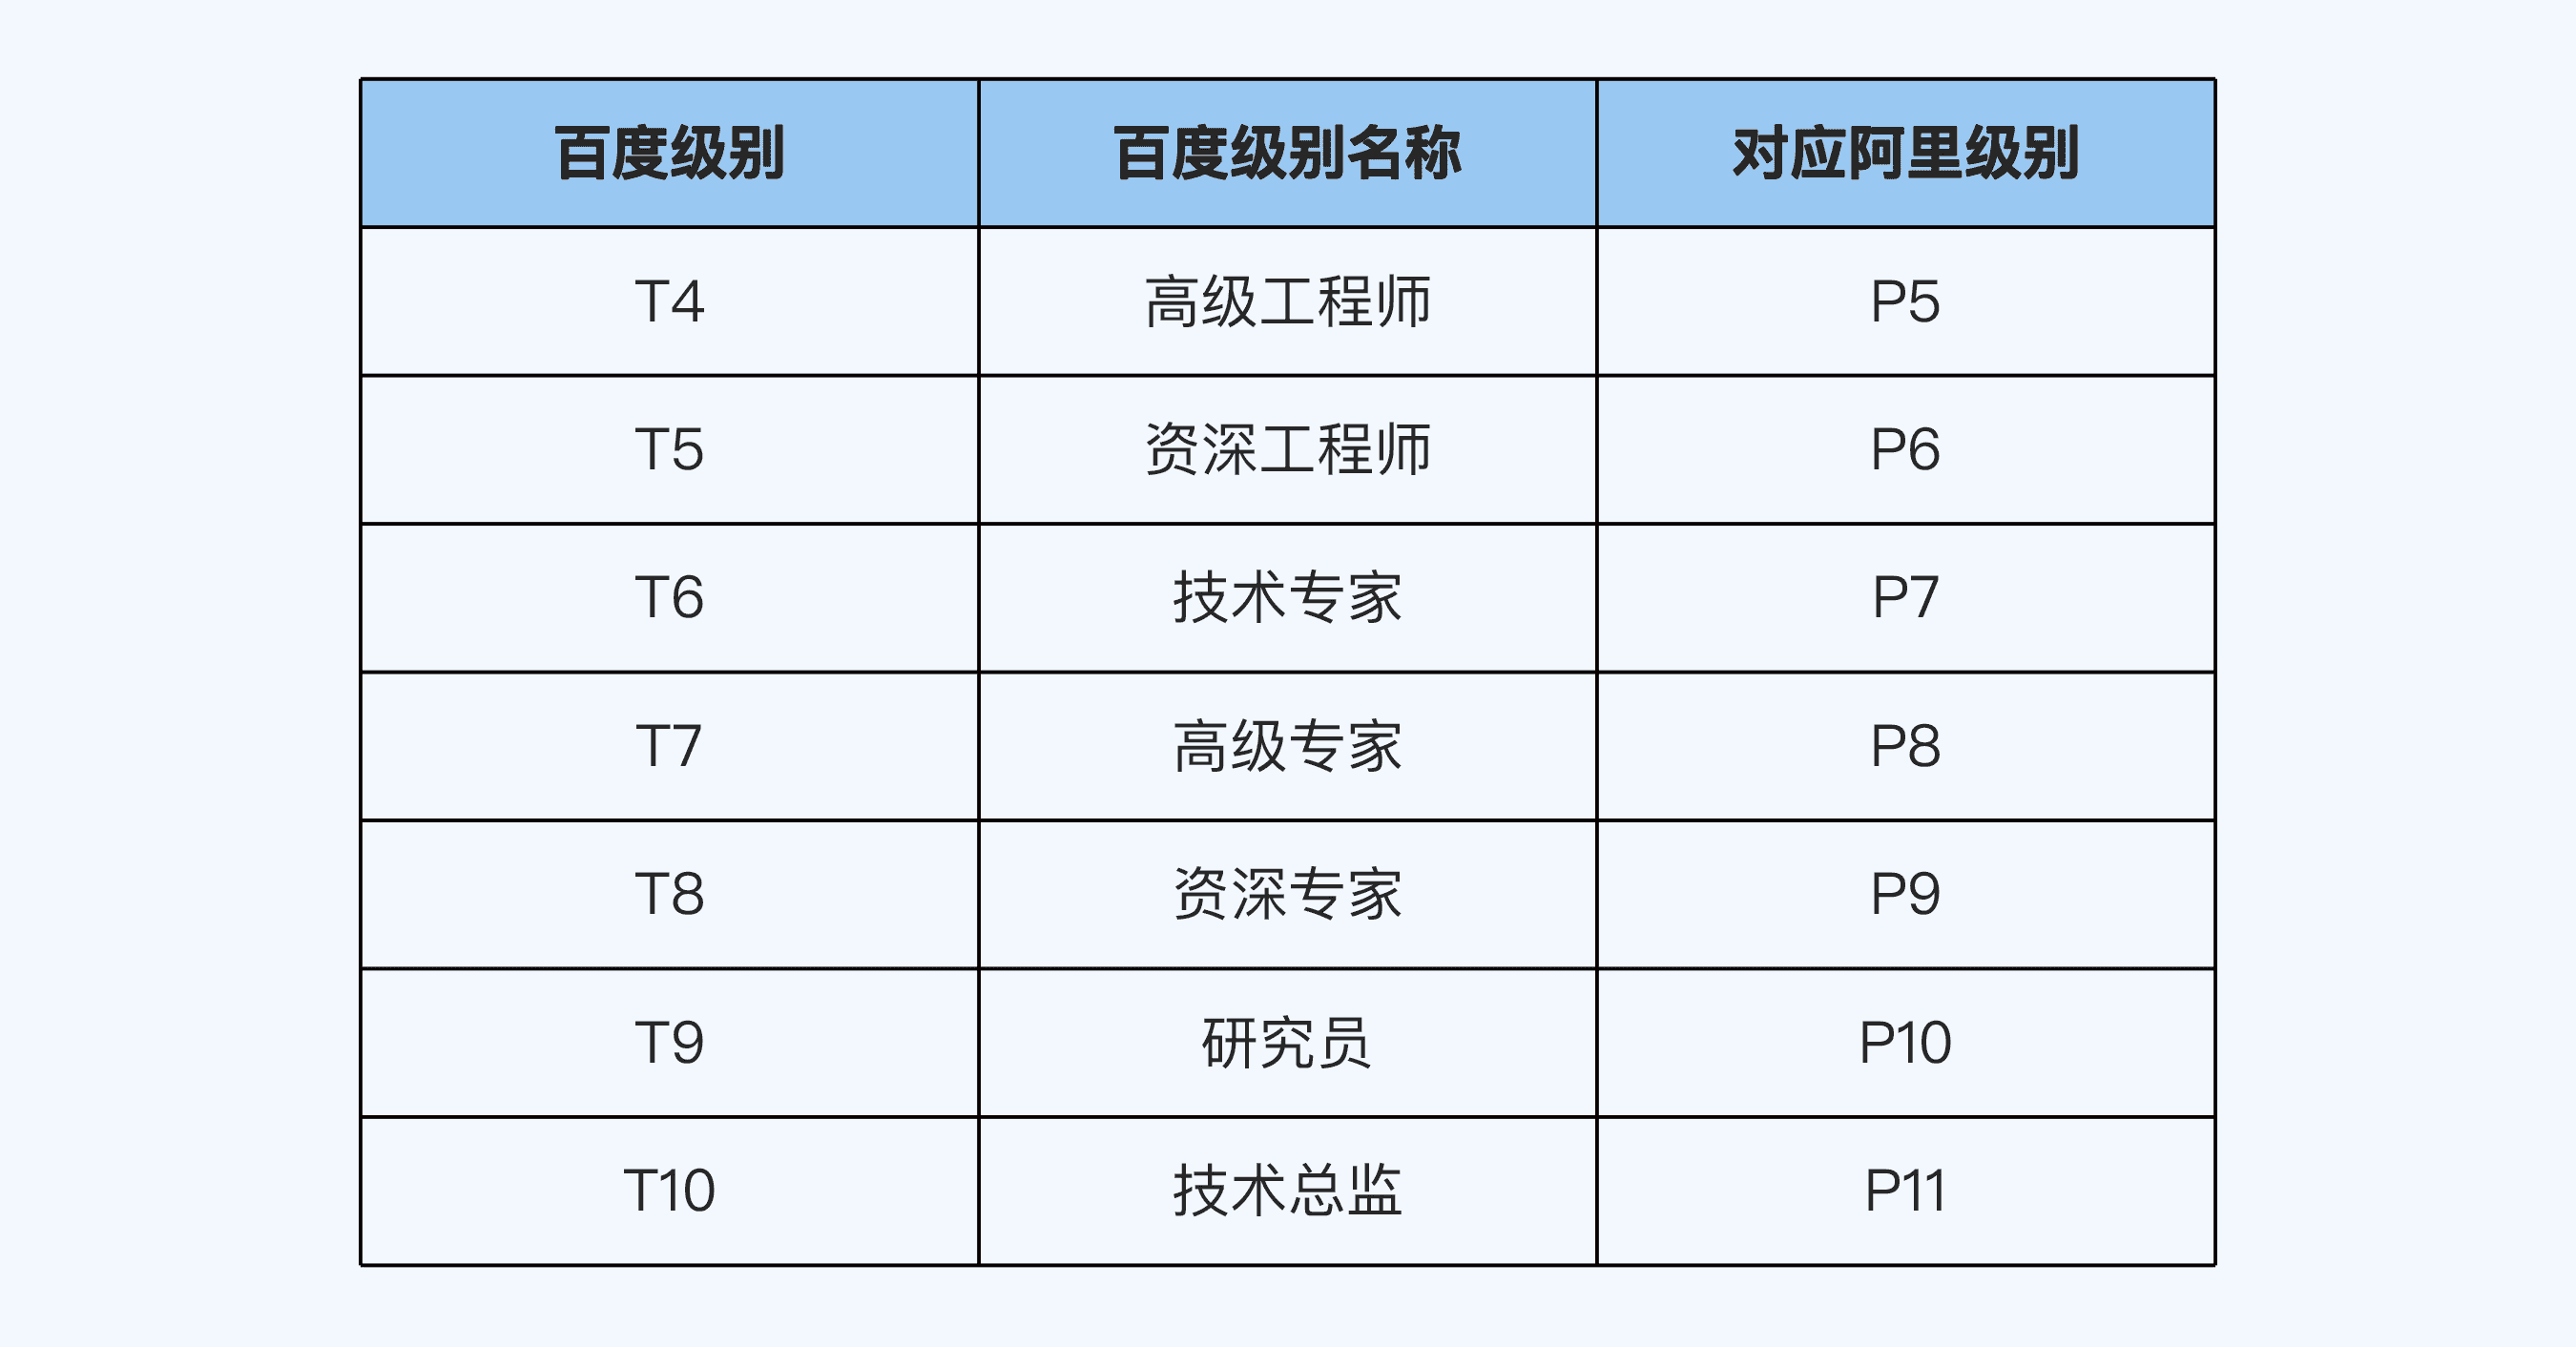 百度级别 百度级别名称 对应阿里级别
T4 高级工程师 P5
T5 资深工程师 P6
T6 技术专家 P7
T7 高级专家 P8
T8 资深专家 P9
T9 研究员 P10
T10 技术总监 P11